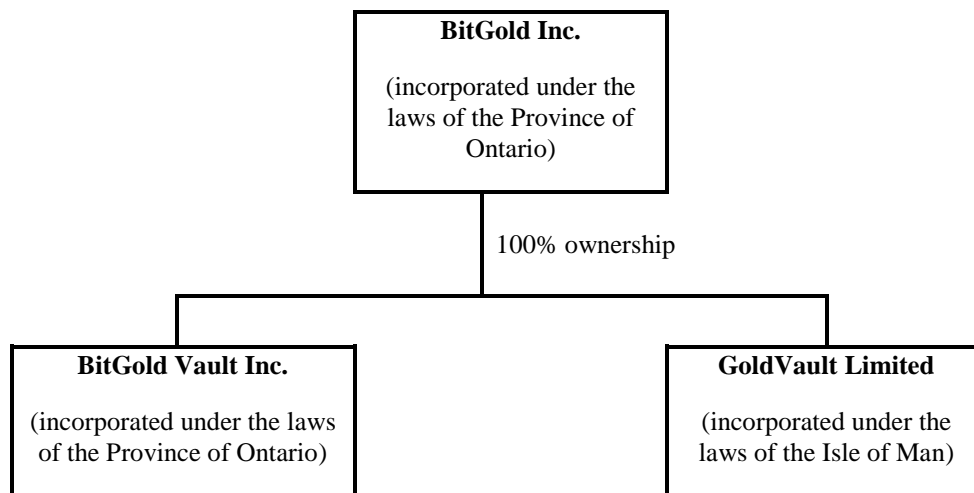 BitGold Inc.
(incorporated under the
laws of the Province of
Ontario)
100% ownership
BitGold Vault Inc.
(incorporated under the laws
of the Province of Ontario)
GoldVault Limited
(incorporated under the
laws of the Isle of Man)